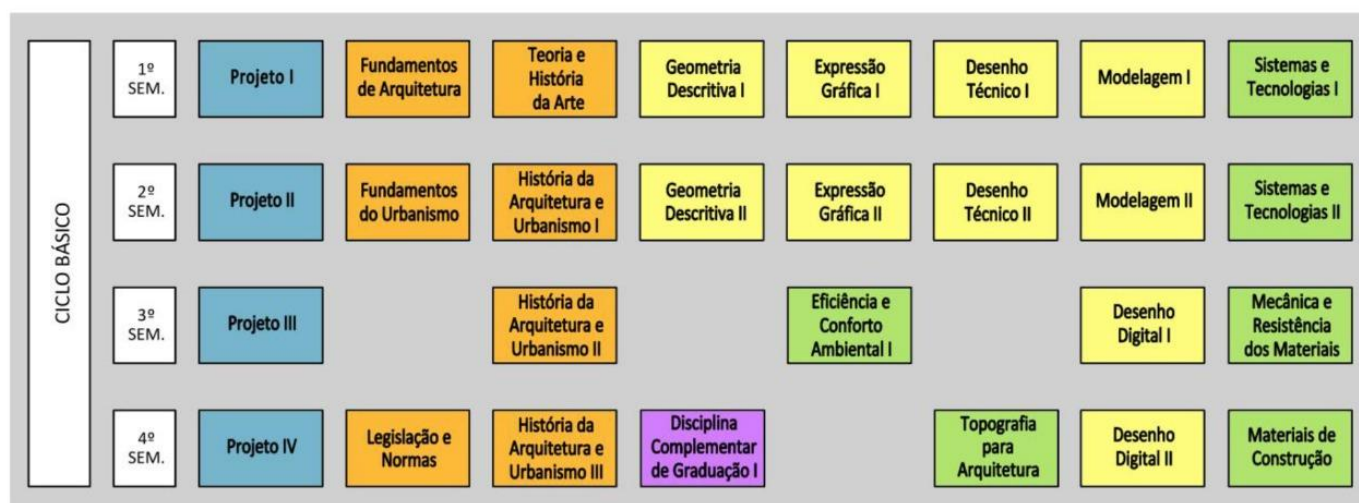 CICLO BÁSICO
1º
SEM.
Projeto I
Fundamentos
de Arquitetura
Teoria e
História
da Arte
Geometria
Descritiva I
Expressão
Gráfica I
Desenho
Técnico I
Modelagem I
Sistemas e
Tecnologias I
2º
SEM.
Projeto II
Fundamentos
do Urbanismo
História da
Arquitetura e
Urbanismo I
Geometria
Descritiva II
Expressão
Gráfica II
Desenho
Técnico II
Modelagem II
Sistemas e
Tecnologias II
3º
SEM.
Projeto III
História da
Arquitetura e
Urbanismo II
Eficiência e
Conforto
Ambiental I
Desenho
Digital I
Mecânica e
Resistência
dos Materiais
4º
SEM.
Projeto IV
Legislação e
Normas
História da
Arquitetura e
Urbanismo III
Disciplina
Complementar
de Graduação I
Topografia
para
Arquitetura
Desenho
Digital II
Materiais de
Construção